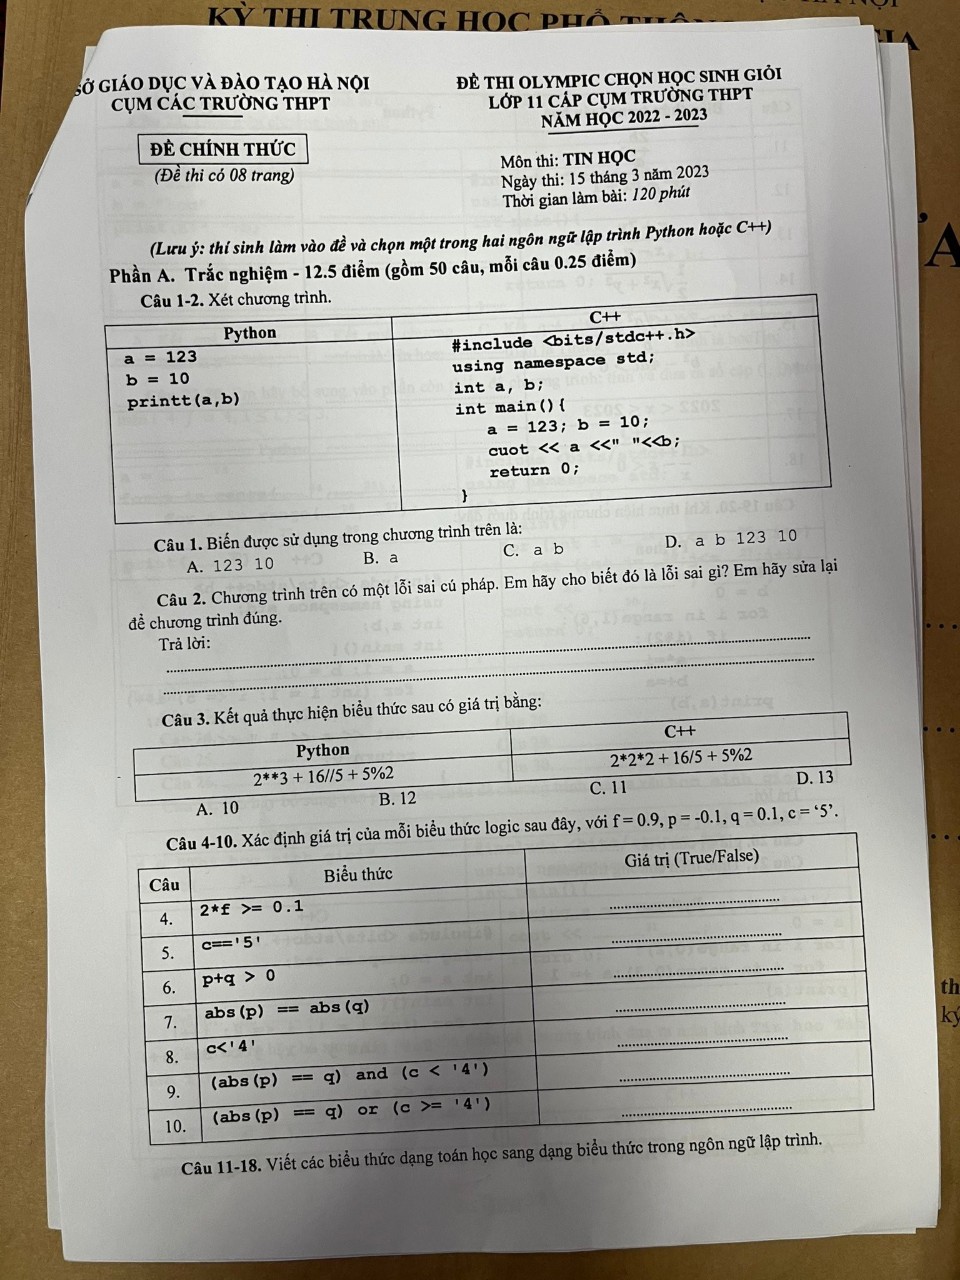 KỲ THI TRUNG HỌC PHỔ
SỞ GIÁO DỤC VÀ ĐÀO TẠO HÀ NỘI
CỤM CÁC TRƯỜNG THPT
ĐỀ CHÍNH THỨC
(Đề thi có 08 trang)
ĐỀ THI OLYMPIC CHỌN HỌC SINH GIỎI
LỚP 11 CẤP CỤM TRƯỜNG THPT
NĂM HỌC 2022 - 2023
Môn thi: TIN HỌC
Ngày thi: 15 tháng 3 năm 2023
Thời gian làm bài: 120 phút
(Lưu ý: thí sinh làm vào đề và chọn một trong hai ngôn ngữ lập trình Python hoặc C++)
Phần A. Trắc nghiệm - 12.5 điểm (gồm 50 câu, mỗi câu 0.25 điểm)
Câu 1-2. Xét chương trình.
Python
a = 123
b = 10
printt(a,b)
C++
#include <bits/stdc++.h>
using namespace std;
int a, b;
int main(){
a = 123; b = 10;
cuot << a <<" "<<b;
return 0;
}
Câu 1. Biến được sử dụng trong chương trình trên là:
A. 123 10 B. a C. a b D. a b 123 10
Câu 2. Chương trình trên có một lỗi sai cú pháp. Em hãy cho biết đó là lỗi sai gì? Em hãy sửa lại
để chương trình đúng.
Trả lời:
Câu 3. Kết quả thực hiện biểu thức sau có giá trị bằng:
Python C++
2**3 + 16//5 + 5%2 2*2*2 + 16/5 + 5%2
A. 10 B. 12 C. 11 D. 13
Câu 4-10. Xác định giá trị của mỗi biểu thức logic sau đây, với f = 0.9, p = -0.1, q = 0.1, c = ‘5’.
Câu Biểu thức Giá trị (True/False)
4. 2*f >= 0.1
5. c=='5'
6. p+q > 0
7. abs(p) == abs(q)
8. c<'4'
9. (abs(p) == q) and (c < '4')
10. (abs(p) == q) or (c >= '4')
Câu 11-18. Viết các biểu thức dạng toán học sang dạng biểu thức trong ngôn ngữ lập trình.